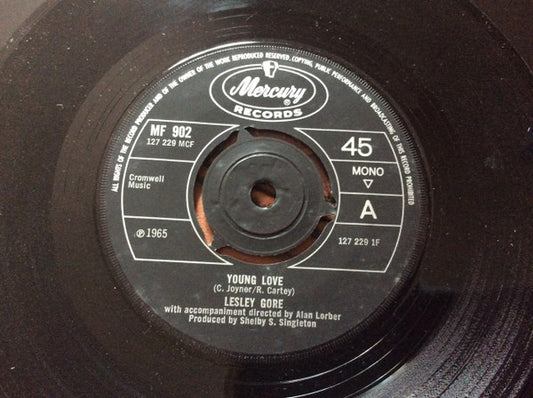 ALL RIGHTS OF THE RECORD PRODUCER AND OF THE OWNER OF THE WORK REPRODUCED RESERVED. COPYING, PUBLIC PERFORMANCE AND BROADCASTING OF THIS RECORD PROHIBITED
Mercury
®
RECORDS
MF 902
127 229 MCF
45
MONO
Cromwell
Music
A
℗ 1965
127 229 1F
YOUNG LOVE
(C. Joyner/R. Cartey)
LESLEY GORE
with accompaniment directed by Alan Lorber
Produced by Shelby S. Singleton